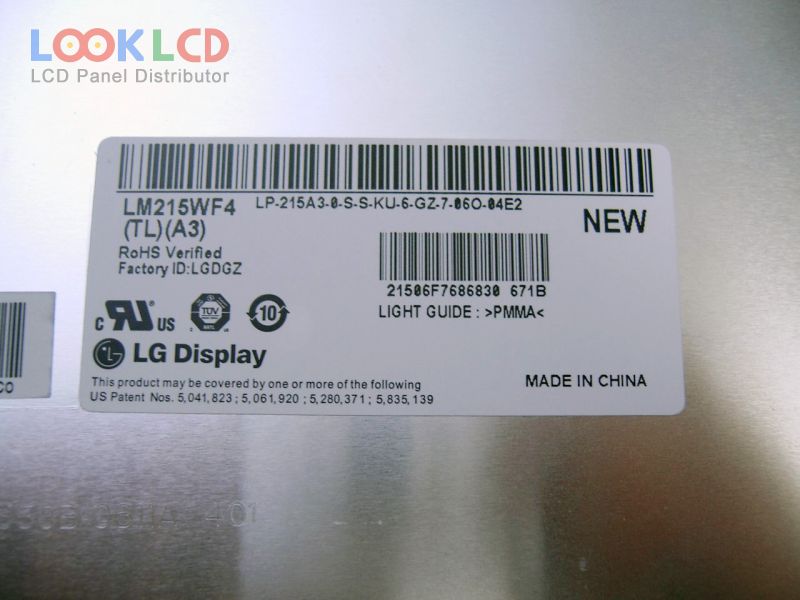 LOOKLCD
LCD Panel Distributor
LM215WF4
(TL)(A3)
LP-215A3-0-S-S-KU-6-GZ-7-06O-04E2
NEW
RoHS Verified
Factory ID:LGDGZ
21506F7686830 671B
LIGHT GUIDE : >PMMA<
c RU US
TÜV
10
LG Display
This product may be covered by one or more of the following
US Patent Nos. 5,041,823 ; 5,061,920 ; 5,280,371 ; 5,835,139
MADE IN CHINA
CO